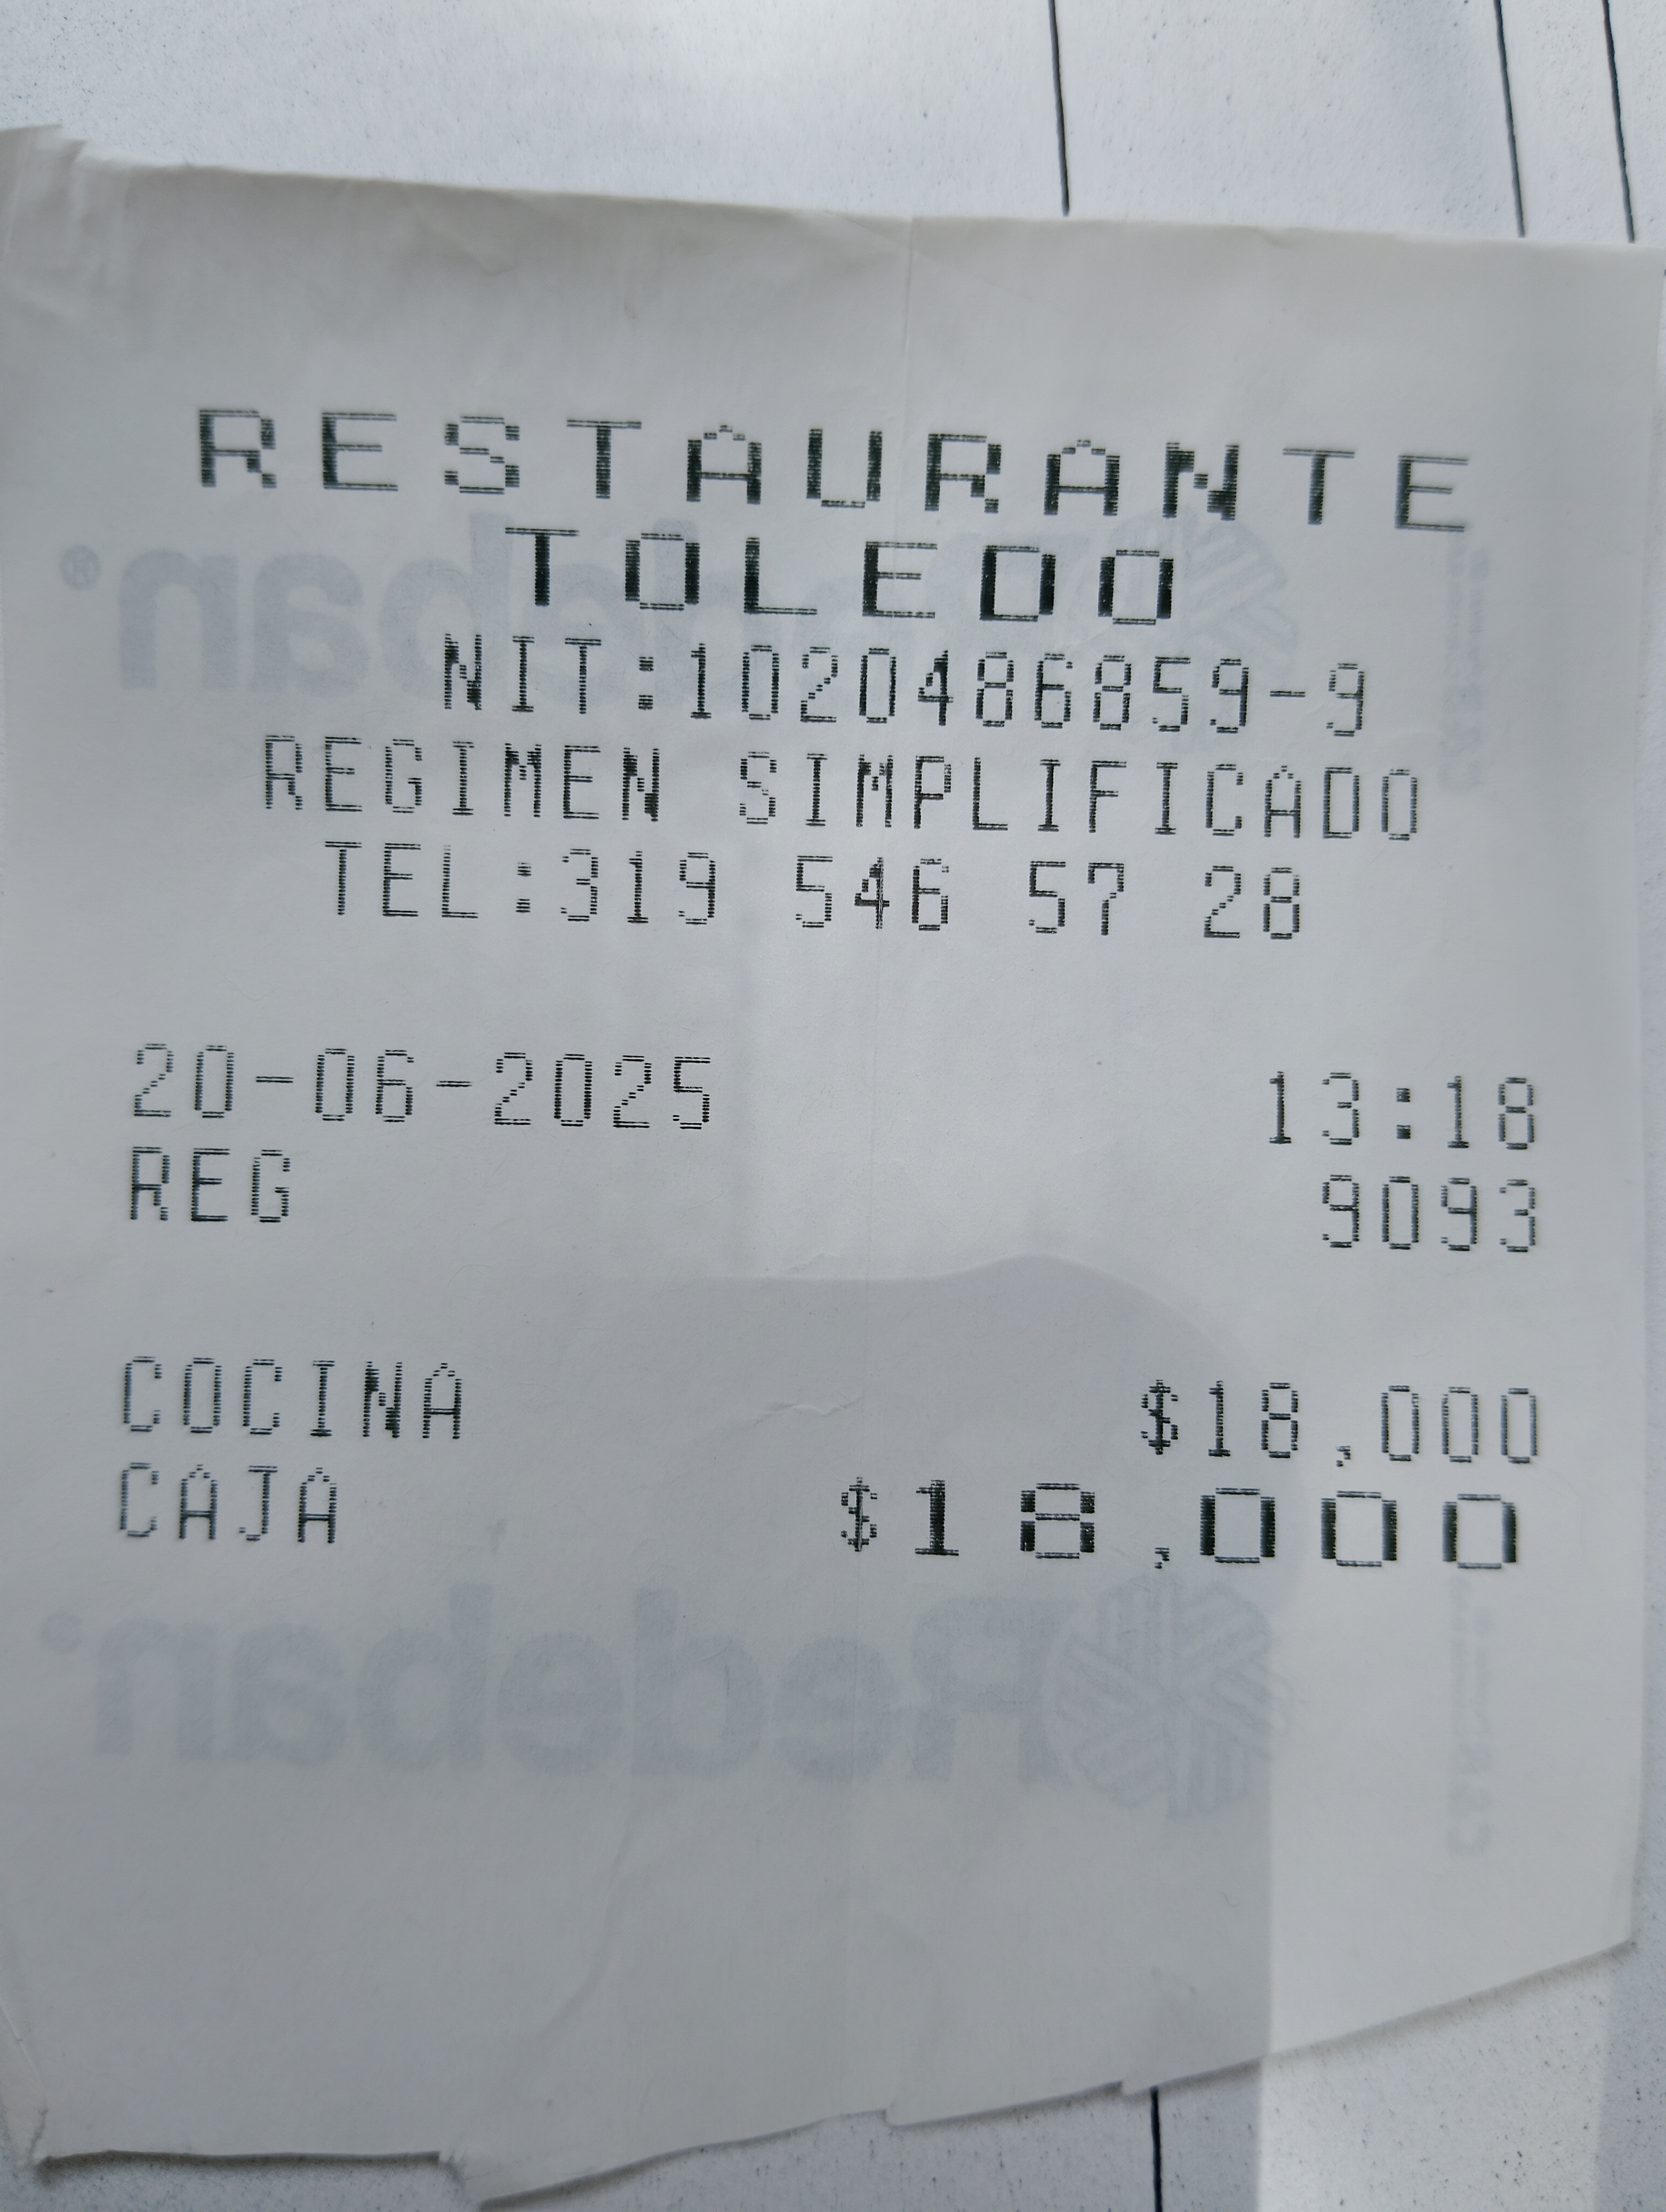 RESTAURANTE
TOLEDO
NIT:1020486859-9
REGIMEN SIMPLIFICADO
TEL:319 546 57 28
20-06-2025 13:18
REG 9093
COCINA $18,000
CAJA $18,000
Redeban